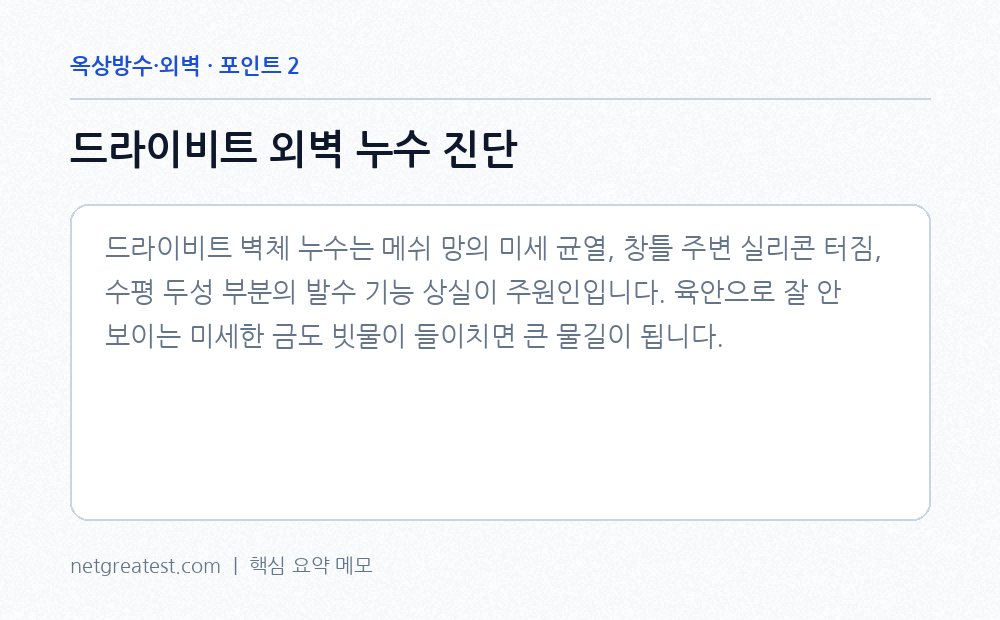 옥상방수·외벽 · 포인트 2
드라이비트 외벽 누수 진단
드라이비트 벽체 누수는 메쉬 망의 미세 균열, 창틀 주변 실리콘 터짐,
수평 두성 부분의 발수 기능 상실이 주원인입니다. 육안으로 잘 안
보이는 미세한 금도 빗물이 들이치면 큰 물길이 됩니다.
netgreatest.com | 핵심 요약 메모